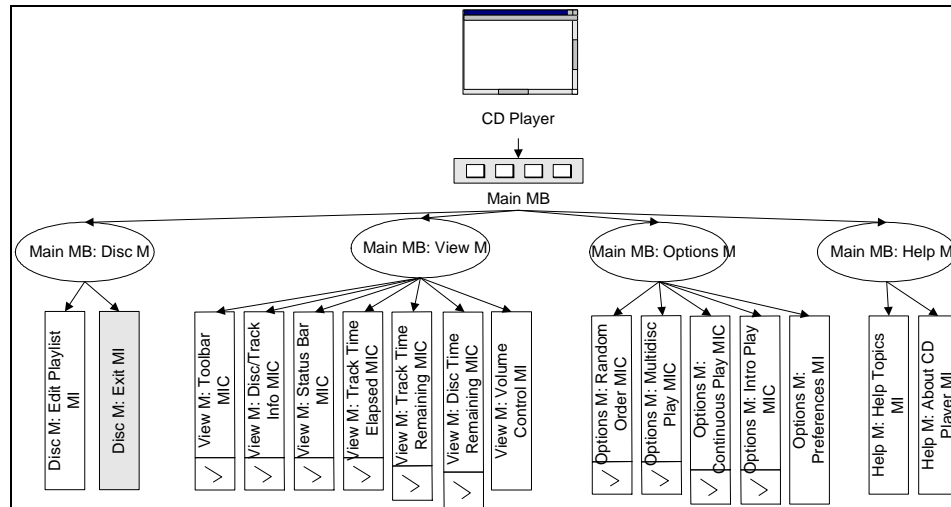 CD Player
Main MB
Main MB: Disc M
Main MB: View M
Main MB: Options M
Main MB: Help M
Disc M: Edit Playlist
MI
Disc M: Exit MI
View M: Toolbar
MIC
View M: Disc/Track
Info MIC
View M: Status Bar
MIC
View M: Track Time
Elapsed MIC
View M: Track Time
Remaining MIC
View M: Disc Time
Remaining MIC
View M: Volume
Control MI
Options M: Random
Order MIC
Options M: Multidisc
Play MIC
Options M:
Continuous Play MIC
Options M: Intro Play
MIC
Options M:
Preferences MI
Help M: Help Topics
MI
Help M: About CD
Player MI